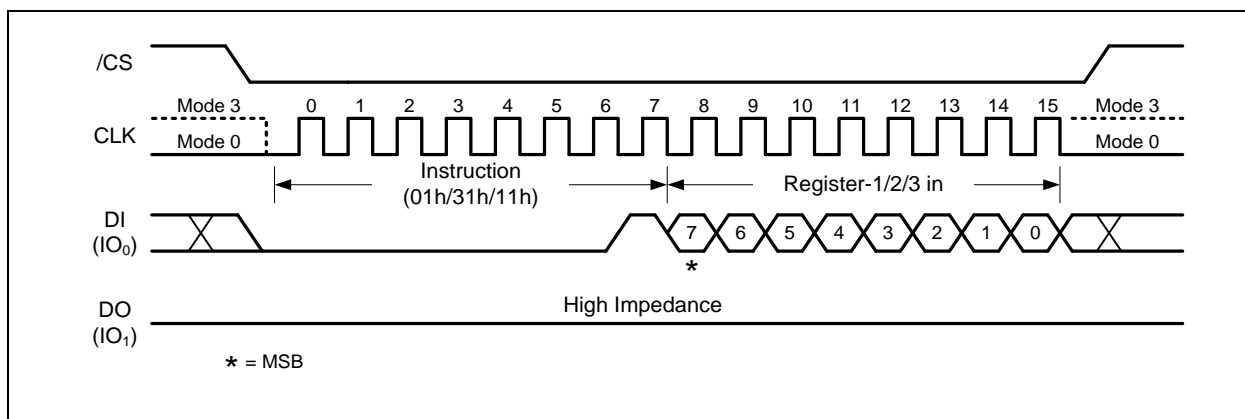 /CS
Mode 3 0 1 2 3 4 5 6 7 8 9 10 11 12 13 14 15 Mode 3
CLK Mode 0 Mode 0
Instruction
(01h/31h/11h)
Register-1/2/3 in
DI
(IO₀)
7 6 5 4 3 2 1 0
*
High Impedance
DO
(IO₁)
* = MSB